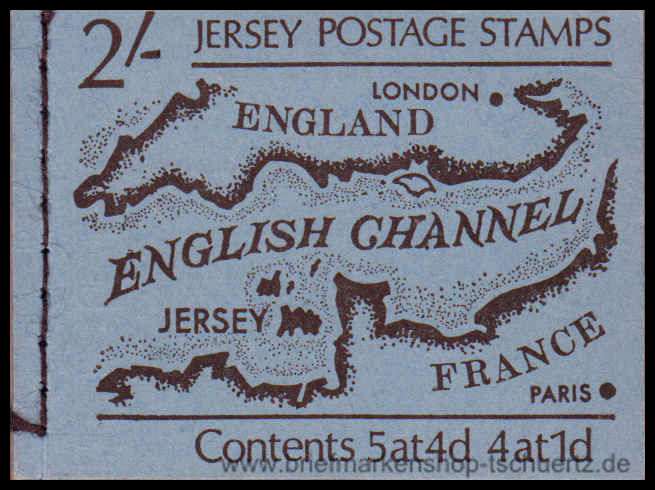 2/- JERSEY POSTAGE STAMPS
LONDON
ENGLAND
ENGLISH CHANNEL
JERSEY
FRANCE
PARIS
Contents 5at4d 4at1d
www.briefmarkenshop-tschuertz.de